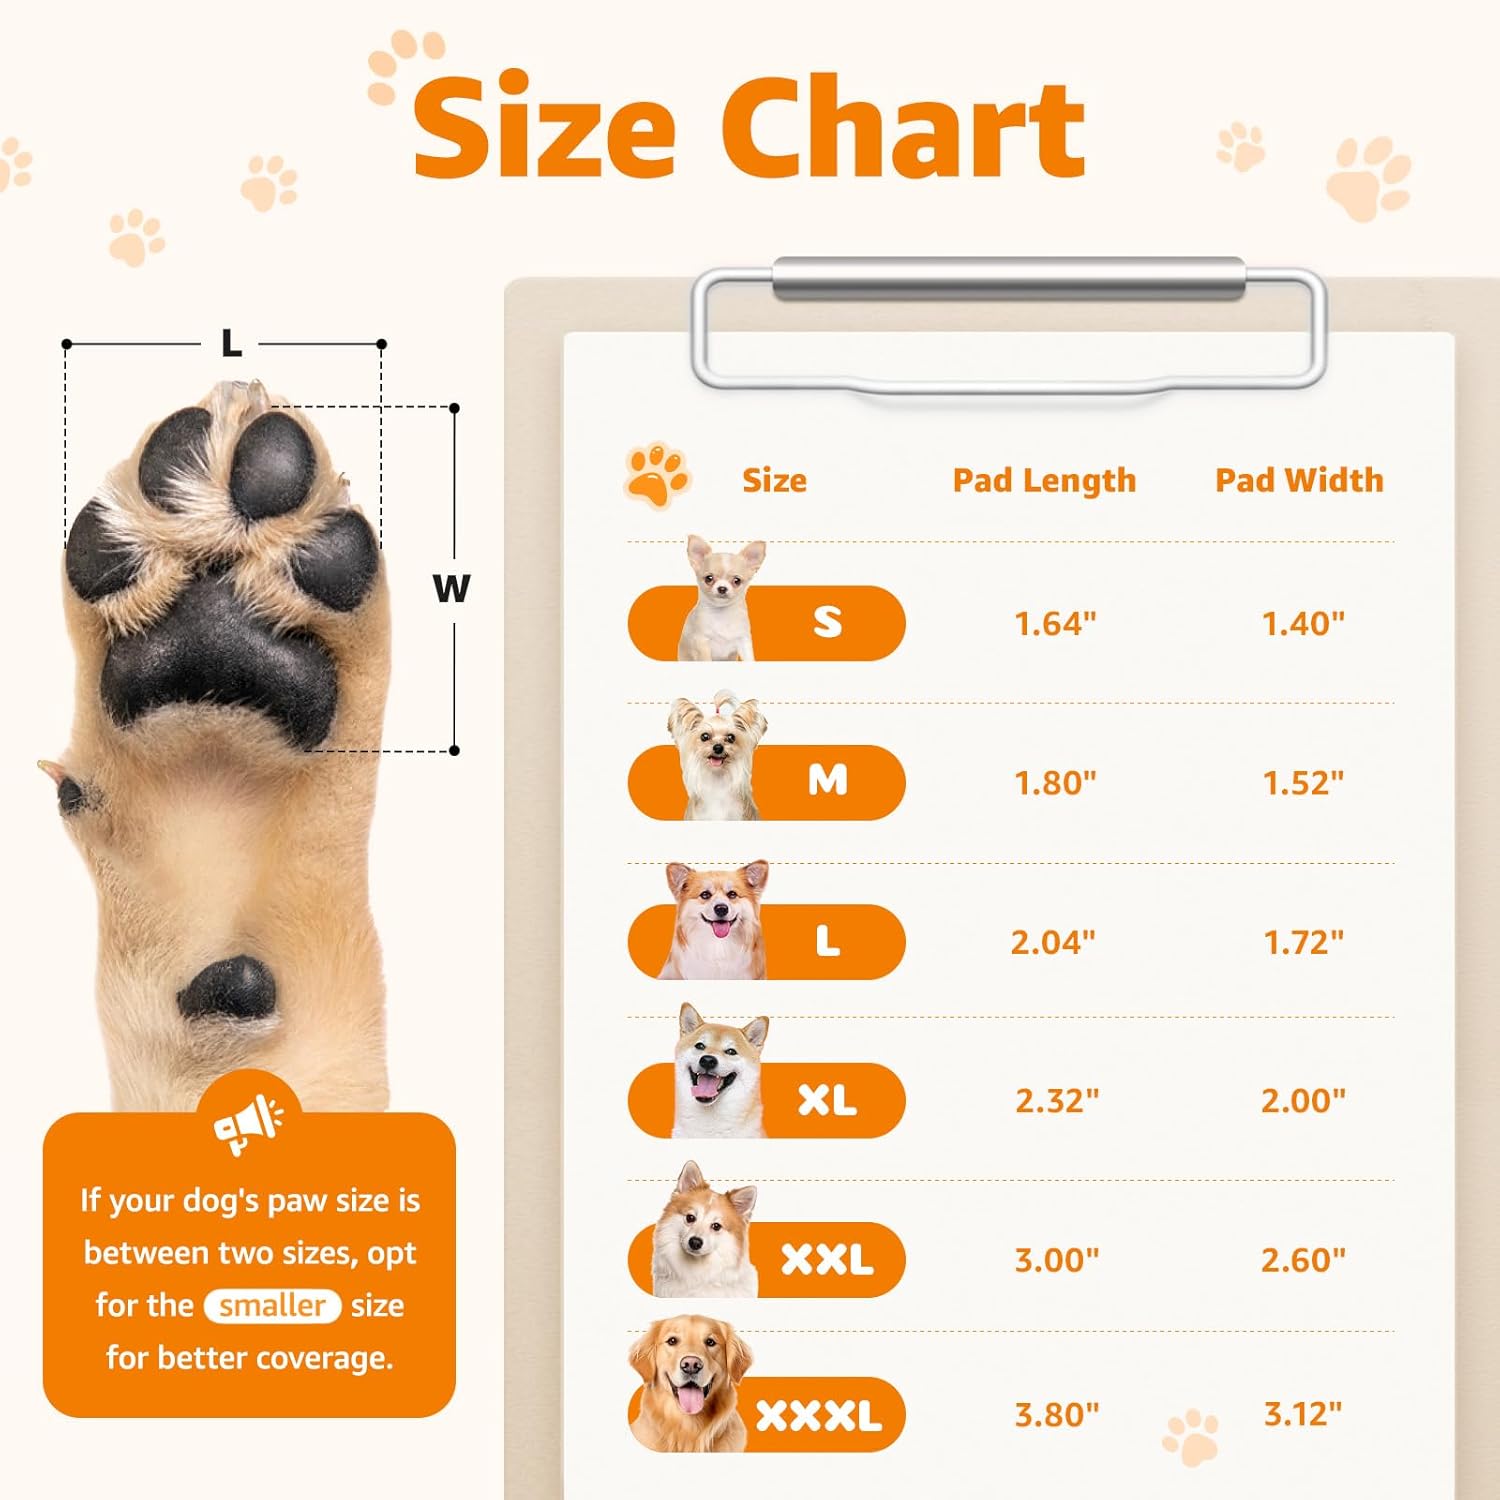 Size Chart
L
W
Size Pad Length Pad Width
S 1.64" 1.40"
M 1.80" 1.52"
L 2.04" 1.72"
XL 2.32" 2.00"
XXL 3.00" 2.60"
XXXL 3.80" 3.12"
If your dog's paw size is
between two sizes, opt
for the smaller size
for better coverage.